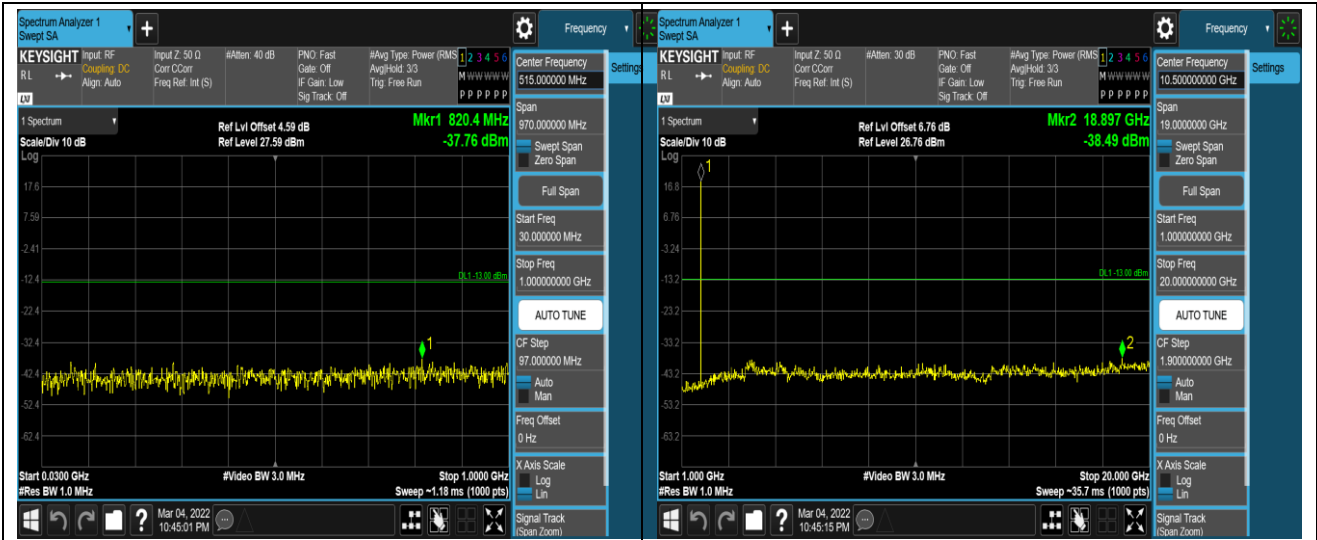 Spectrum Analyzer 1
Swept SA
Frequency
KEYSIGHT
Input: RF
Coupling: DC
Align: Auto
Input Z: 50 Ω
Corr CCorr
Freq Ref: Int (S)
#Atten: 40 dB
PNO: Fast
Gate: Off
IF Gain: Low
Sig Track: Off
#Avg Type: Power (RMS
Avg|Hold: 3/3
Trig: Free Run
1 2 3 4 5 6
M W W W W W
P P P P P P
RL
LXI
1 Spectrum
Scale/Div 10 dB
Log
Ref Lvl Offset 4.59 dB
Ref Level 27.59 dBm
Mkr1 820.4 MHz
-37.76 dBm
17.6
7.59
-2.41
-12.4
-22.4
-32.4
-42.4
-52.4
-62.4
DL1 -13.00 dBm
1
Start 0.0300 GHz
#Res BW 1.0 MHz
#Video BW 3.0 MHz
Stop 1.0000 GHz
Sweep ~1.18 ms (1000 pts)
Center Frequency
515.000000 MHz
Settings
Span
970.000000 MHz
Swept Span
Zero Span
Full Span
Start Freq
30.000000 MHz
Stop Freq
1.000000000 GHz
AUTO TUNE
CF Step
97.000000 MHz
Auto
Man
Freq Offset
0 Hz
X Axis Scale
Log
Lin
Signal Track
(Span Zoom)
?
Mar 04, 2022
10:45:01 PM
Spectrum Analyzer 1
Swept SA
Frequency
KEYSIGHT
Input: RF
Coupling: DC
Align: Auto
Input Z: 50 Ω
Corr CCorr
Freq Ref: Int (S)
#Atten: 30 dB
PNO: Fast
Gate: Off
IF Gain: Low
Sig Track: Off
#Avg Type: Power (RMS
Avg|Hold: 3/3
Trig: Free Run
1 2 3 4 5 6
M W W W W W
P P P P P P
RL
LXI
1 Spectrum
Scale/Div 10 dB
Log
Ref Lvl Offset 6.76 dB
Ref Level 26.76 dBm
Mkr2 18.897 GHz
-38.49 dBm
16.8
6.76
-3.24
-13.2
-23.2
-33.2
-43.2
-53.2
-63.2
DL1 -13.00 dBm
1
2
Start 1.000 GHz
#Res BW 1.0 MHz
#Video BW 3.0 MHz
Stop 20.000 GHz
Sweep ~35.7 ms (1000 pts)
Center Frequency
10.500000000 GHz
Settings
Span
19.0000000 GHz
Swept Span
Zero Span
Full Span
Start Freq
1.000000000 GHz
Stop Freq
20.000000000 GHz
AUTO TUNE
CF Step
1.900000000 GHz
Auto
Man
Freq Offset
0 Hz
X Axis Scale
Log
Lin
Signal Track
(Span Zoom)
?
Mar 04, 2022
10:45:15 PM